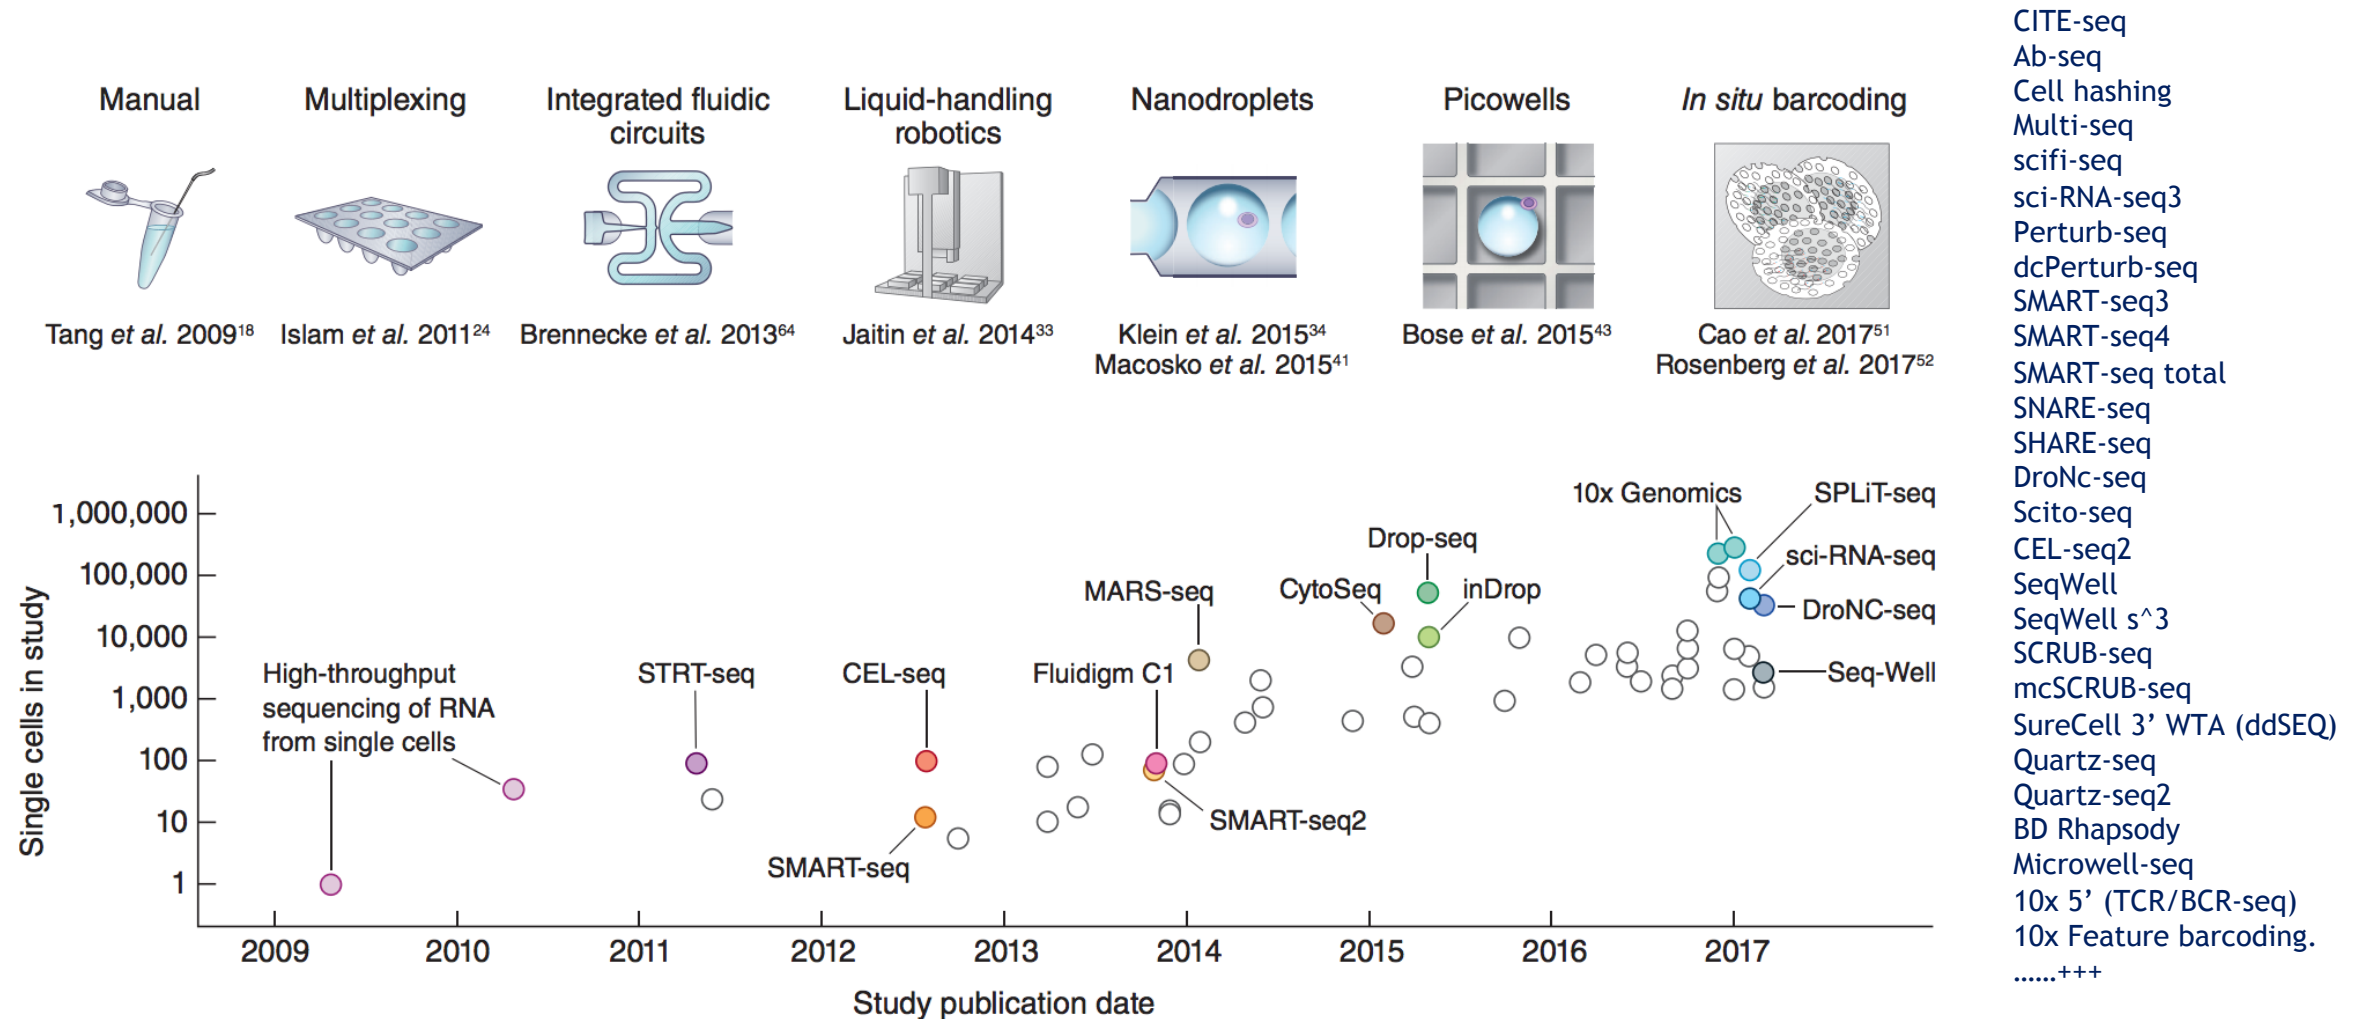 Manual
Multiplexing
Integrated fluidic
circuits
Liquid-handling
robotics
Nanodroplets
Picowells
In situ barcoding
Tang et al. 2009¹⁸
Islam et al. 2011²⁴
Brennecke et al. 2013⁶⁴
Jaitin et al. 2014³³
Klein et al. 2015³⁴
Macosko et al. 2015⁴¹
Bose et al. 2015⁴³
Cao et al. 2017⁵¹
Rosenberg et al. 2017⁵²
Single cells in study
1,000,000
100,000
10,000
1,000
100
10
1
High-throughput
sequencing of RNA
from single cells
STRT-seq
CEL-seq
SMART-seq
Fluidigm C1
SMART-seq2
MARS-seq
CytoSeq
Drop-seq
inDrop
10x Genomics
SPLiT-seq
sci-RNA-seq
DroNC-seq
Seq-Well
2009
2010
2011
2012
2013
2014
2015
2016
2017
Study publication date
CITE-seq
Ab-seq
Cell hashing
Multi-seq
scifi-seq
sci-RNA-seq3
Perturb-seq
dcPerturb-seq
SMART-seq3
SMART-seq4
SMART-seq total
SNARE-seq
SHARE-seq
DroNc-seq
Scito-seq
CEL-seq2
SeqWell
SeqWell s^3
SCRUB-seq
mcSCRUB-seq
SureCell 3’ WTA (ddSEQ)
Quartz-seq
Quartz-seq2
BD Rhapsody
Microwell-seq
10x 5’ (TCR/BCR-seq)
10x Feature barcoding.
......+++